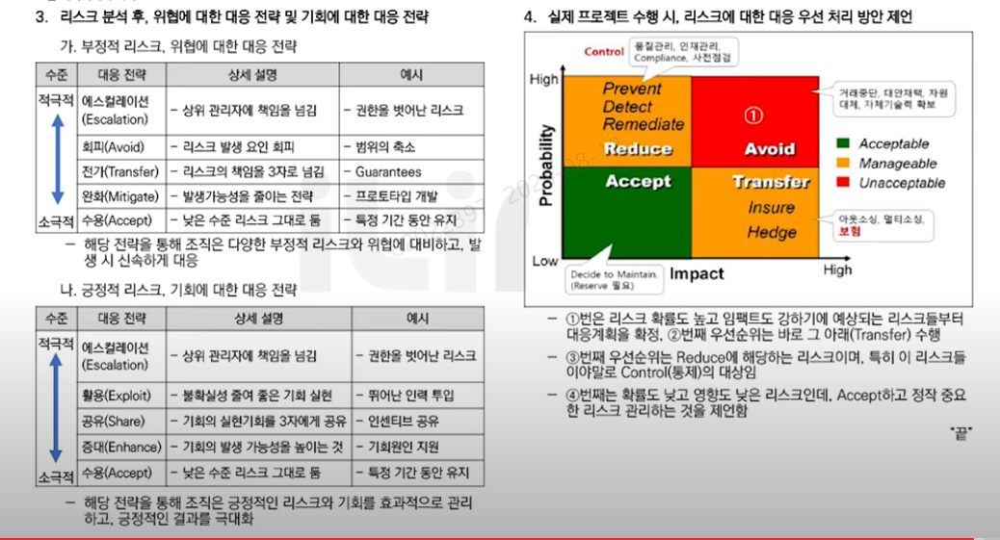 3. 리스크 분석 후, 위협에 대한 대응 전략 및 기회에 대한 대응 전략
가. 부정적 리스크, 위협에 대한 대응 전략
수준 대응 전략 상세 설명 예시
적극적
에스컬레이션 (Escalation) – 상위 관리자에 책임을 넘김 – 권한을 벗어난 리스크
회피(Avoid) – 리스크 발생 요인 회피 – 범위의 축소
전가(Transfer) – 리스크의 책임을 3자로 넘김 – Guarantees
완화(Mitigate) – 발생가능성을 줄이는 전략 – 프로토타입 개발
소극적 수용(Accept) – 낮은 수준 리스크 그대로 둠 – 특정 기간 동안 유지
– 해당 전략을 통해 조직은 다양한 부정적 리스크와 위협에 대비하고, 발
생 시 신속하게 대응
나. 긍정적 리스크, 기회에 대한 대응 전략
수준 대응 전략 상세 설명 예시
적극적
에스컬레이션 (Escalation) – 상위 관리자에 책임을 넘김 – 권한을 벗어난 리스크
활용(Exploit) – 불확실성 줄여 좋은 기회 실현 – 뛰어난 인력 투입
공유(Share) – 기회의 실현기회를 3자에게 공유 – 인센티브 공유
증대(Enhance) – 기회의 발생 가능성을 높이는 것 – 기회원인 지원
소극적 수용(Accept) – 낮은 수준 리스크 그대로 둠 – 특정 기간 동안 유지
– 해당 전략을 통해 조직은 긍정적인 리스크와 기회를 효과적으로 관리
하고, 긍정적인 결과를 극대화
4. 실제 프로젝트 수행 시, 리스크에 대한 대응 우선 처리 방안 제언
Control
품질관리, 인재관리,
Compliance, 사전점검
High
Prevent
Detect
Remediate
Reduce
①
Avoid
거래중단, 대안채택, 자원
대체, 자체기술력 확보
Acceptable
Manageable
Unacceptable
Probability
Accept
Transfer
Insure
Hedge
아웃소싱, 멀티소싱,
보험
Low
Decide to Maintain.
(Reserve 필요)
Impact
High
– ①번은 리스크 확률도 높고 임팩트도 강하기에 예상되는 리스크들부터
대응계획을 확정, ②번째 우선순위는 바로 그 아래(Transfer) 수행
– ③번째 우선순위는 Reduce에 해당하는 리스크이며, 특히 이 리스크들
이야말로 Control(통제)의 대상임
– ④번째는 확률도 낮고 영향도 낮은 리스크인데, Accept하고 정작 중요
한 리스크 관리하는 것을 제언함
"끝"